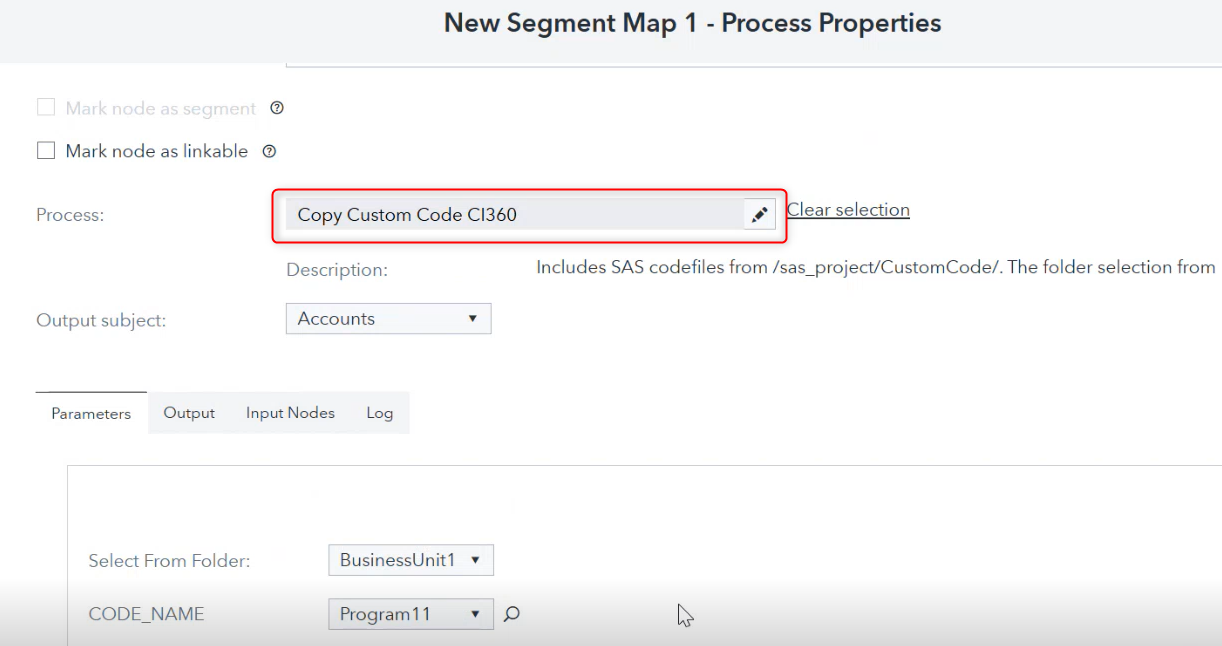 New Segment Map 1 - Process Properties
Mark node as segment
Mark node as linkable
Process: Copy Custom Code CI360 Clear selection
Description: Includes SAS codefiles from /sas_project/CustomCode/. The folder selection from
Output subject: Accounts
Parameters Output Input Nodes Log
Select From Folder: BusinessUnit1
CODE_NAME Program11